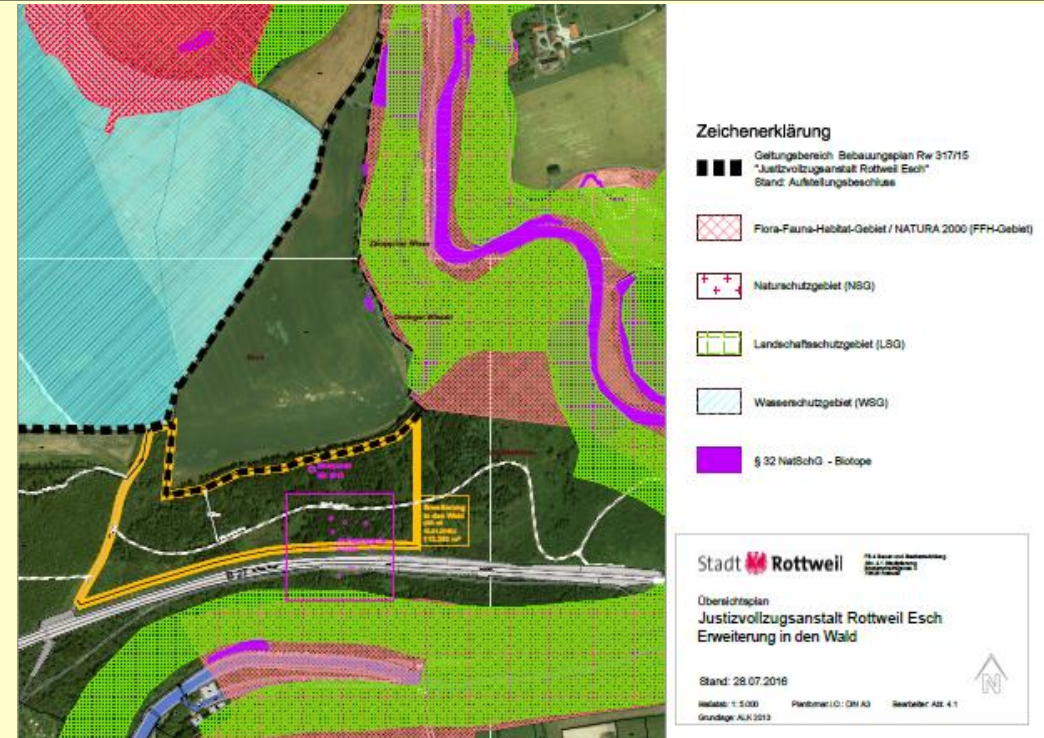 Zeichenerklärung
Geltungsbereich Bebauungsplan Rw 317/15
"Justizvollzugsanstalt Rottweil Esch"
Stand: Aufstellungsbeschluss
Flora-Fauna-Habitat-Gebiet / NATURA 2000 (FFH-Gebiet)
Naturschutzgebiet (NSG)
Landschaftsschutzgebiet (LSG)
Wasserschutzgebiet (WSG)
§ 32 NatSchG - Biotope
Erweiterung
in den Wald
B 27
Stadt Rottweil
Übersichtsplan
Justizvollzugsanstalt Rottweil Esch
Erweiterung in den Wald
Stand: 28.07.2016
N
Maßstab: 1: 5.000 Planformat i.O.: DIN A3 Bearbeiter: Abt. 4.1
Grundlage: ALK 2013